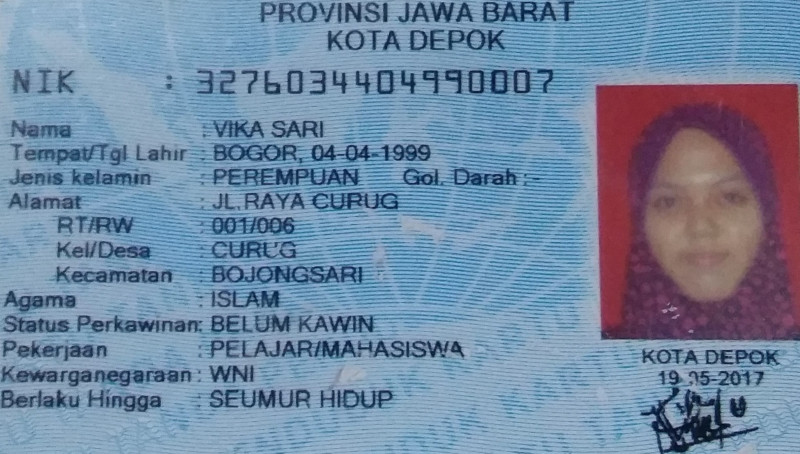 PROVINSI JAWA BARAT
KOTA DEPOK
NIK : 3276034404990007
Nama : VIKA SARI
Tempat/Tgl Lahir : BOGOR, 04-04-1999
Jenis kelamin : PEREMPUAN Gol. Darah :-
Alamat : JL.RAYA CURUG
RT/RW : 001/006
Kel/Desa : CURUG
Kecamatan : BOJONGSARI
Agama : ISLAM
Status Perkawinan: BELUM KAWIN
Pekerjaan : PELAJAR/MAHASISWA
Kewarganegaraan : WNI
Berlaku Hingga : SEUMUR HIDUP
KOTA DEPOK
19-05-2017